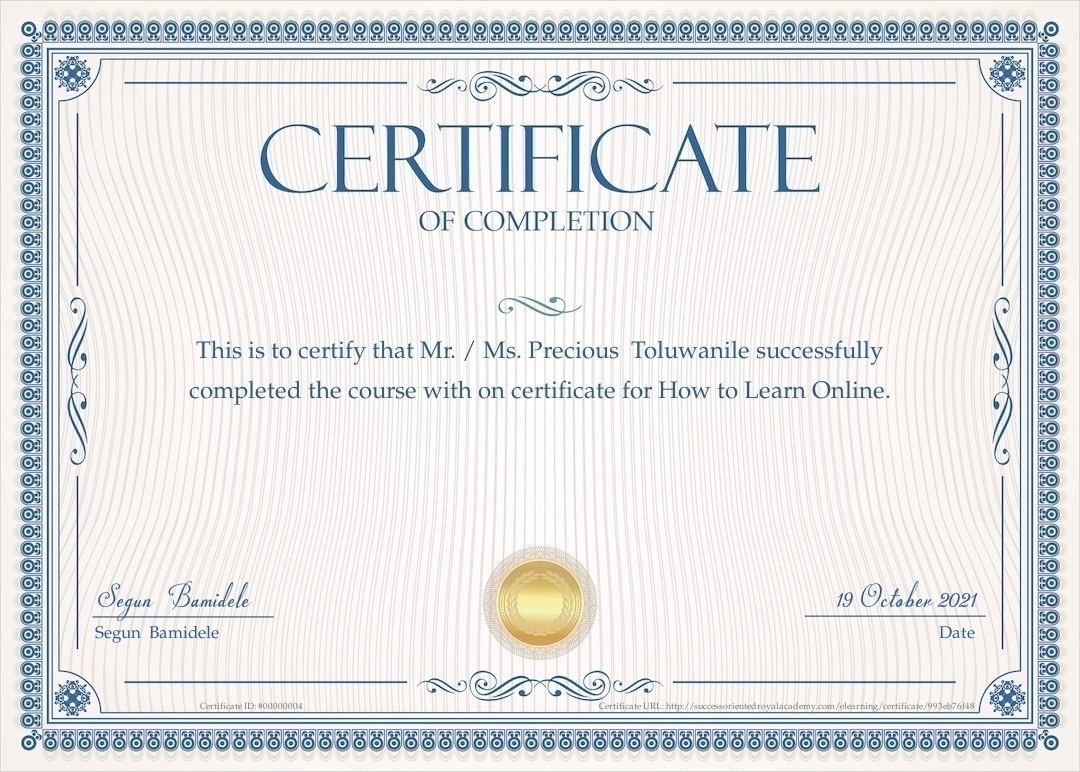 CERTIFICATE
OF COMPLETION
This is to certify that Mr. / Ms. Precious Toluwanile successfully
completed the course with on certificate for How to Learn Online.
Segun Bamidele
19 October 2021
Segun Bamidele
Date
Certificate ID: #00000004
Certificate URL: http://successorientedroyalacademy.com/elearning/certificate/993eb76f48